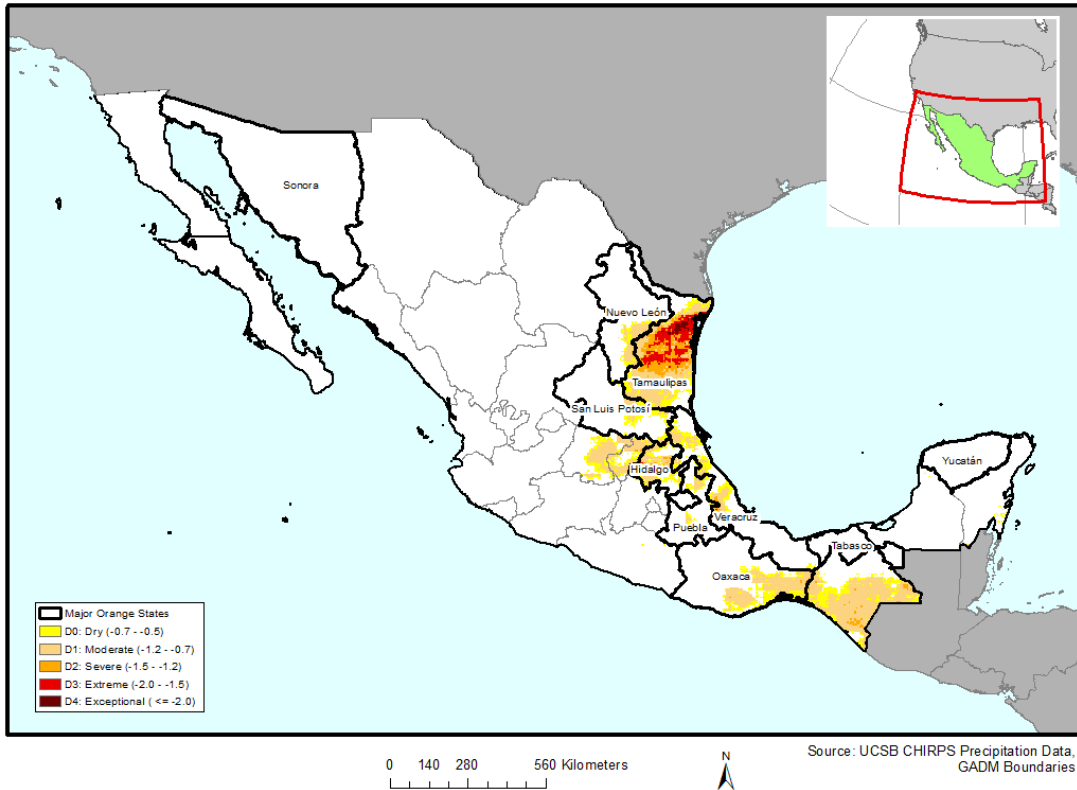 Sonora
Nuevo León
Tamaulipas
San Luis Potosí
Hidalgo
Yucatán
Veracruz
Puebla
Tabasco
Oaxaca
Major Orange States
D0: Dry (-0.7 - -0.5)
D1: Moderate (-1.2 - -0.7)
D2: Severe (-1.5 - -1.2)
D3: Extreme (-2.0 - -1.5)
D4: Exceptional ( <= -2.0)
0 140 280 560 Kilometers
N
Source: UCSB CHIRPS Precipitation Data,
GADM Boundaries